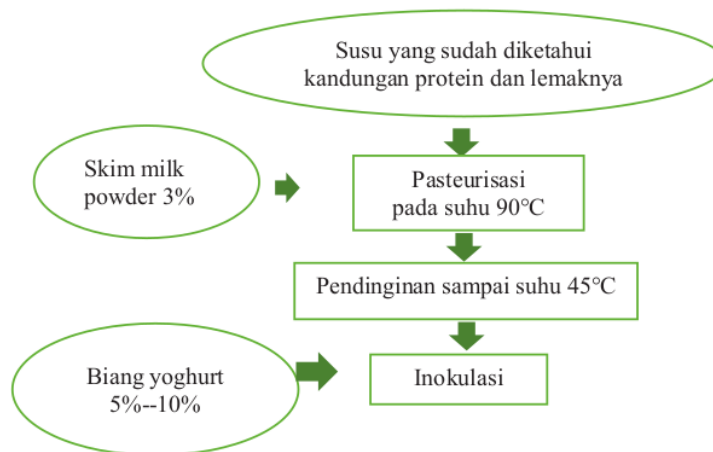 Susu yang sudah diketahui
kandungan protein dan lemaknya
Skim milk
powder 3%
Pasteurisasi
pada suhu 90°C
Pendinginan sampai suhu 45°C
Biang yoghurt
5%--10%
Inokulasi